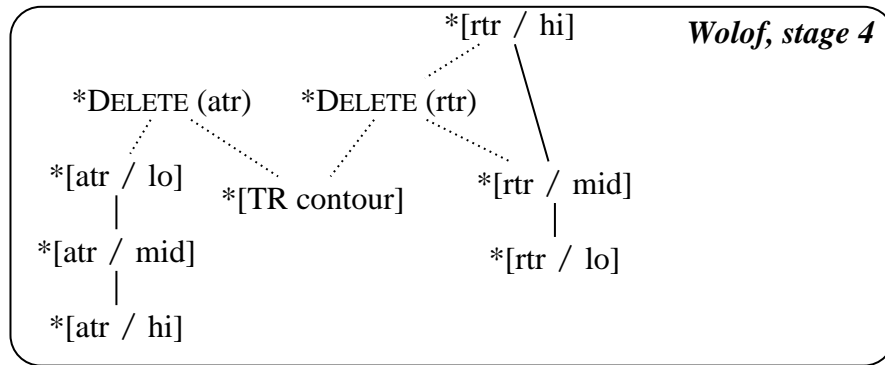 *[rtr / hi]
Wolof, stage 4
*DELETE (atr)
*DELETE (rtr)
*[atr / lo]
*[TR contour]
*[rtr / mid]
*[atr / mid]
*[rtr / lo]
*[atr / hi]